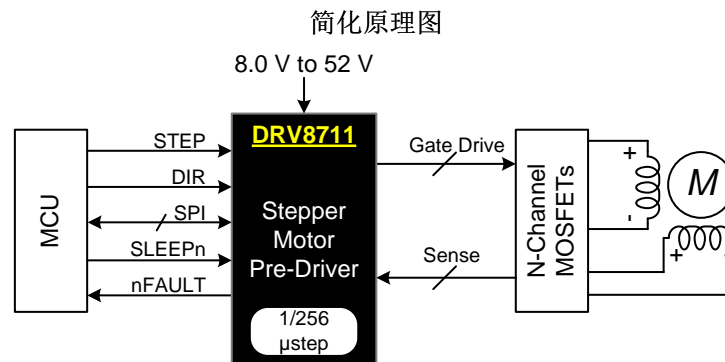 简化原理图
8.0 V to 52 V
MCU
STEP
DIR
SPI
SLEEPn
nFAULT
DRV8711
Stepper
Motor
Pre-Driver
1/256
µstep
Gate Drive
Sense
N-Channel
MOSFETs
+
-
M
+
-